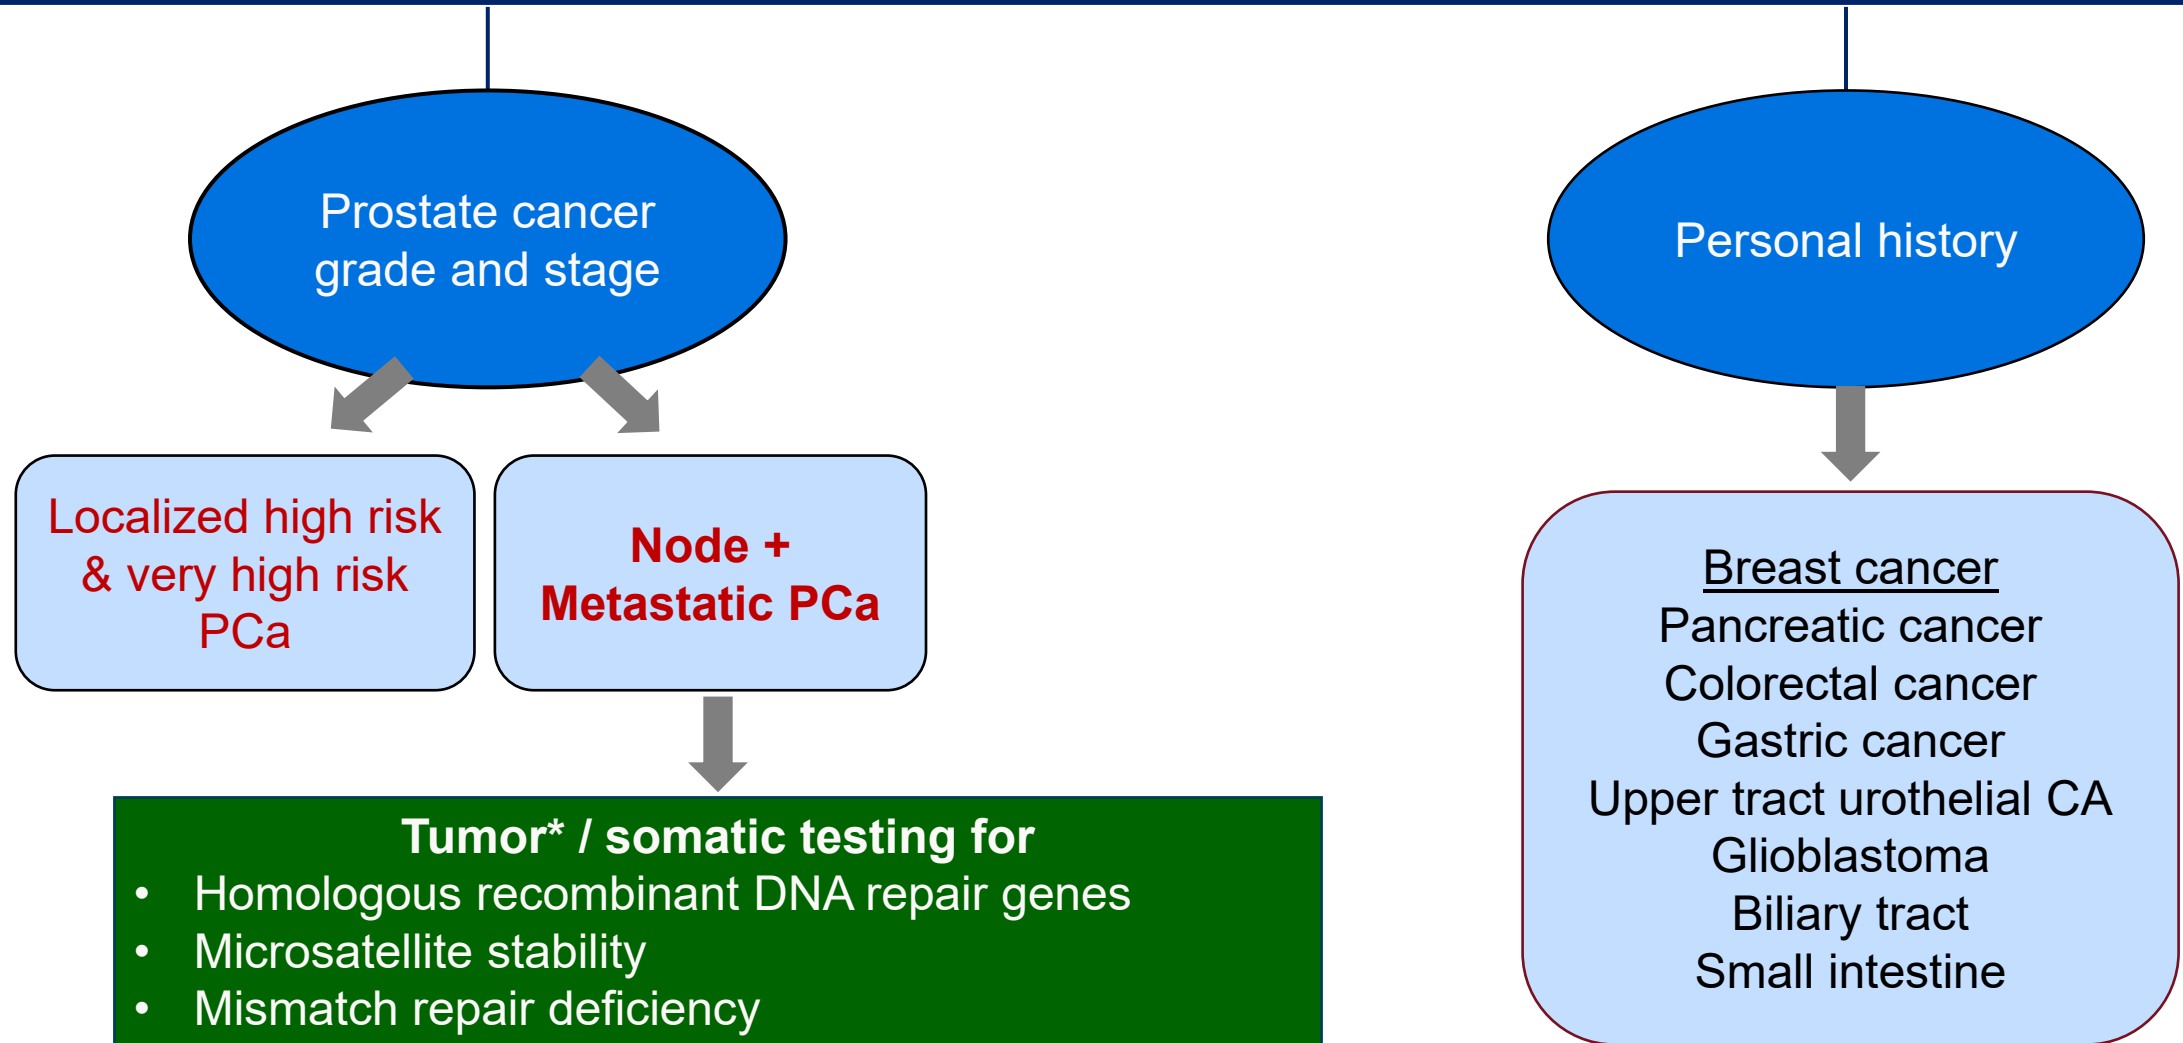 Prostate cancer
grade and stage
Personal history
Localized high risk
& very high risk
PCa
Node +
Metastatic PCa
Breast cancer
Pancreatic cancer
Colorectal cancer
Gastric cancer
Upper tract urothelial CA
Glioblastoma
Biliary tract
Small intestine
Tumor* / somatic testing for
• Homologous recombinant DNA repair genes
• Microsatellite stability
• Mismatch repair deficiency